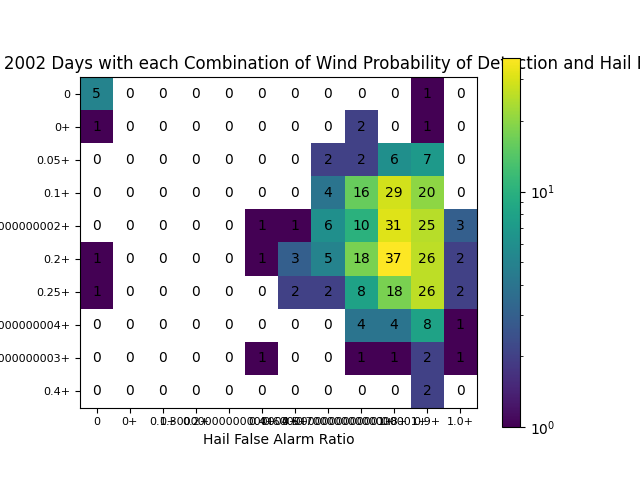 2002 Days with each Combination of Wind Probability of Detection and Hail
0 5 0 0 0 0 0 0 0 0 0 1 0
0+ 1 0 0 0 0 0 0 0 2 0 1 0
0.05+ 0 0 0 0 0 0 0 2 2 6 7 0
0.1+ 0 0 0 0 0 0 0 4 16 29 20 0
000000002+ 0 0 0 0 0 1 1 6 10 31 25 3
0.2+ 1 0 0 0 0 1 3 5 18 37 26 2
0.25+ 1 0 0 0 0 0 2 2 8 18 26 2
000000004+ 0 0 0 0 0 0 0 0 4 4 8 1
000000003+ 0 0 0 0 0 1 0 0 1 1 2 1
0.4+ 0 0 0 0 0 0 0 0 0 0 2 0
0 0+ 0.9+ 1.0+
Hail False Alarm Ratio
10¹
10⁰